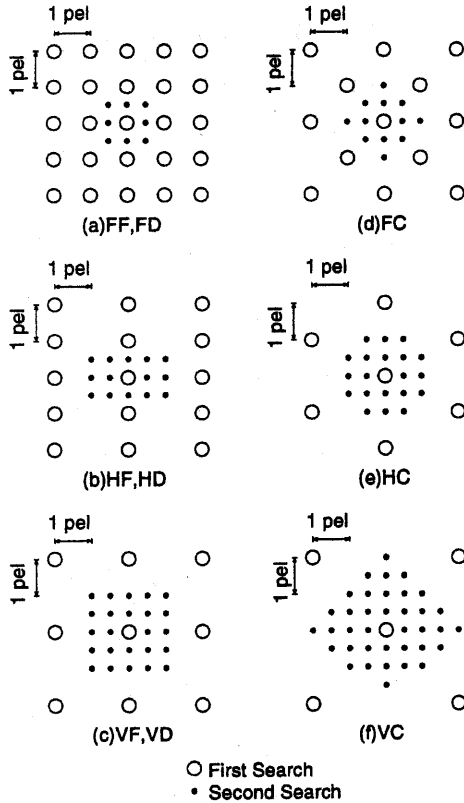 1 pel
1 pel
(a)FF,FD
1 pel
1 pel
(d)FC
1 pel
1 pel
(b)HF,HD
1 pel
1 pel
(e)HC
1 pel
1 pel
(c)VF,VD
1 pel
1 pel
(f)VC
First Search
Second Search